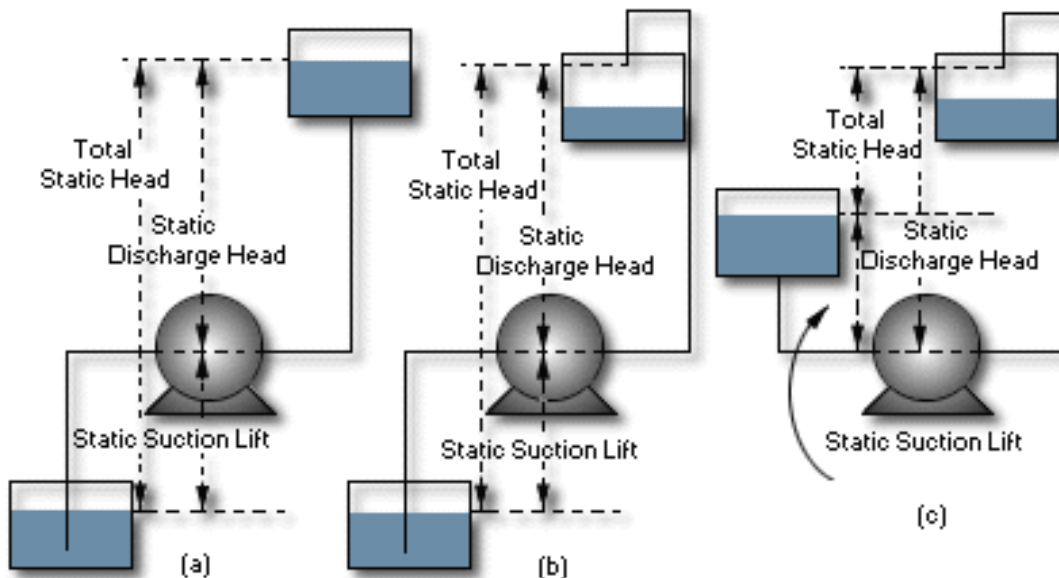 Total
Static Head
Static
Discharge Head
Static Suction Lift
(a)
Total
Static Head
Static
Discharge Head
Static Suction Lift
(b)
Total
Static Head
Static
Discharge Head
Static Suction Lift
(c)